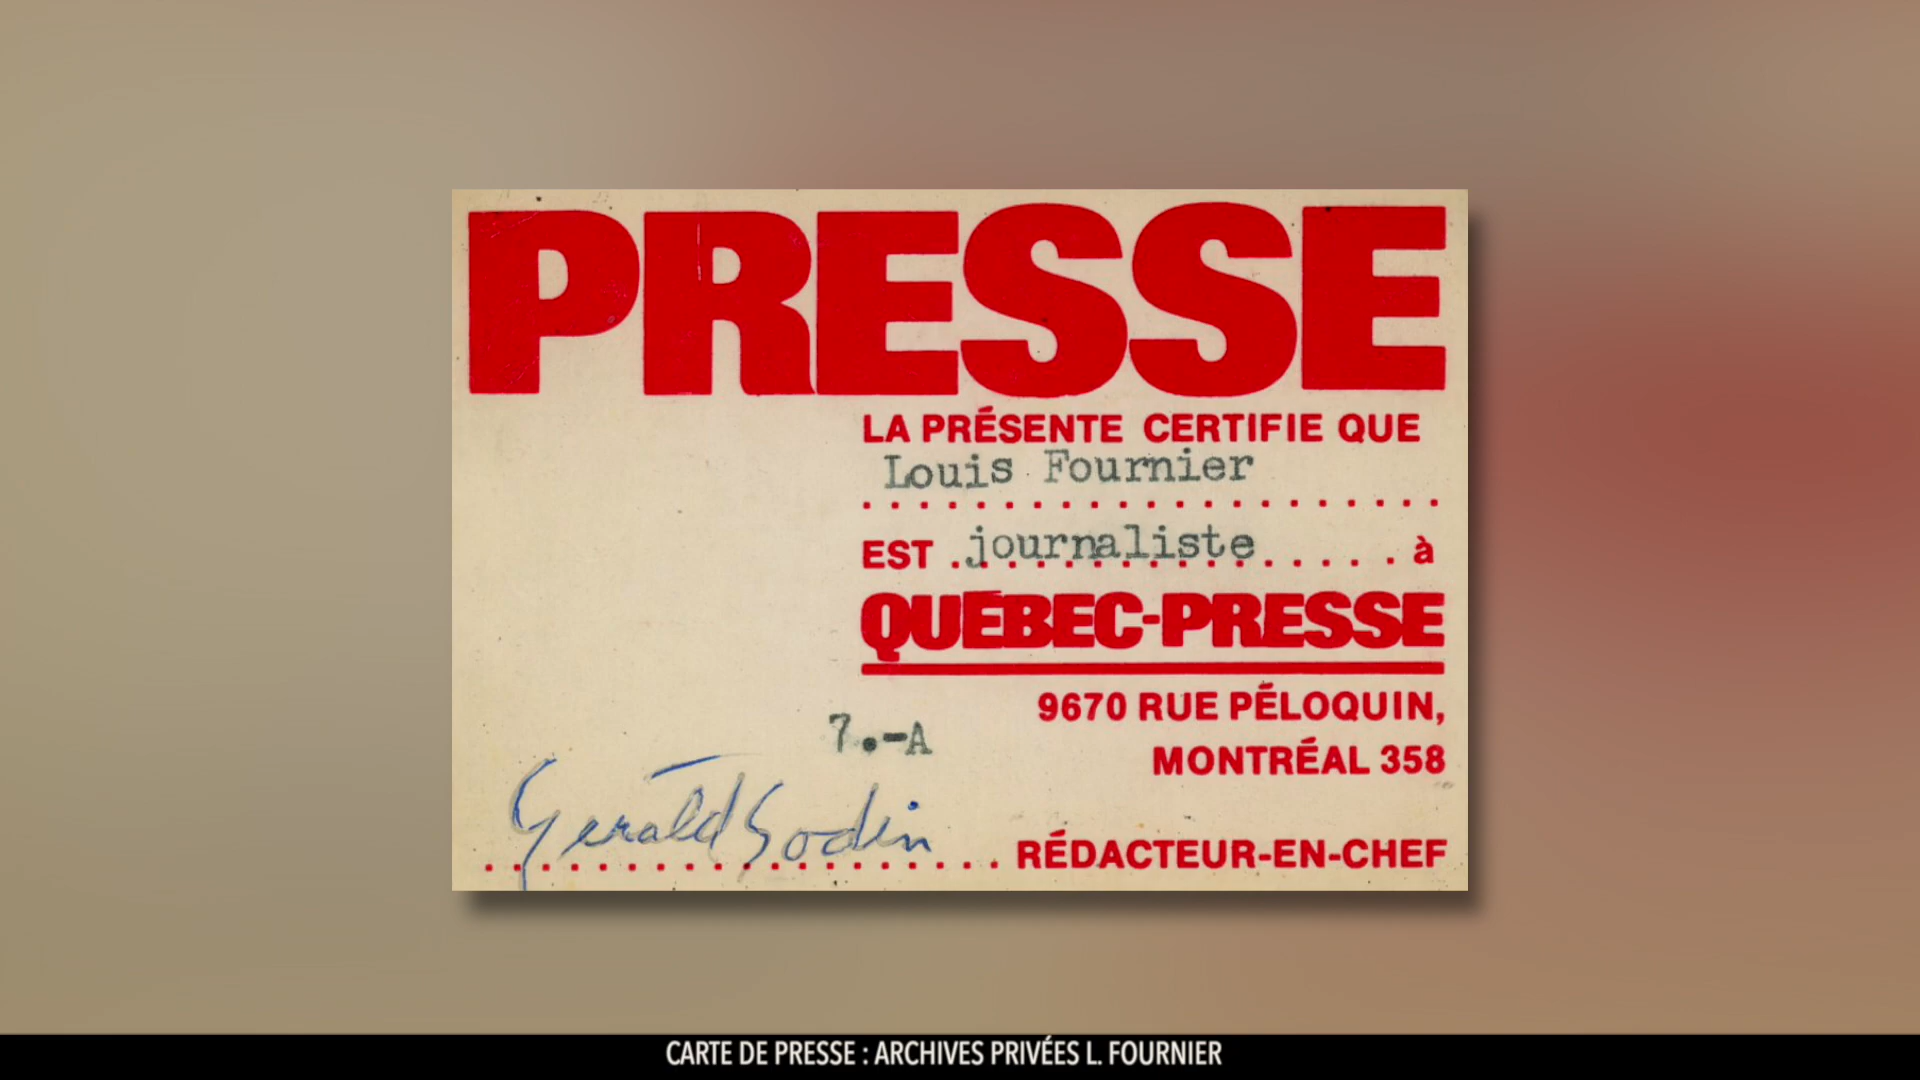 PRESSE
LA PRÉSENTE CERTIFIE QUE
Louis Fournier
EST journaliste à
QUÉBEC-PRESSE
9670 RUE PÉLOQUIN,
7.-A
MONTRÉAL 358
Gérald Godin
RÉDACTEUR-EN-CHEF
CARTE DE PRESSE : ARCHIVES PRIVÉES L. FOURNIER